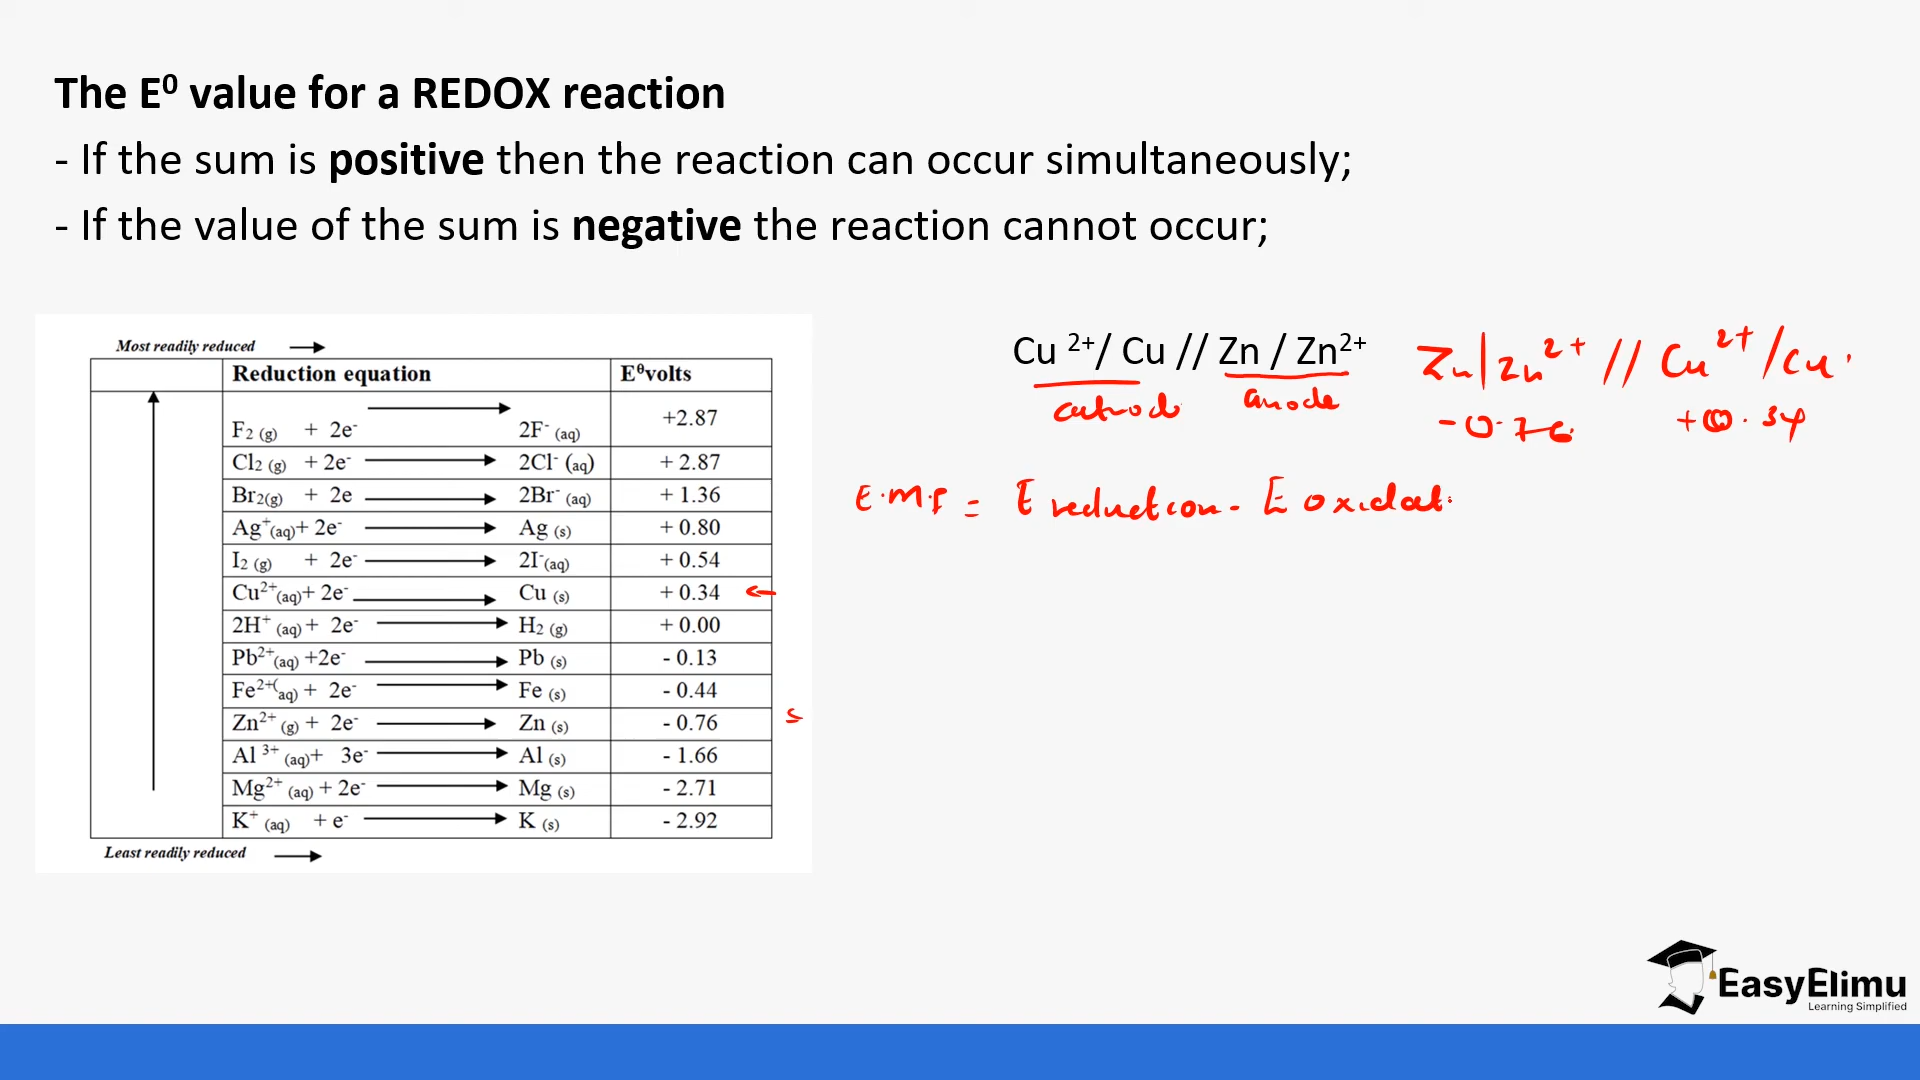 The E⁰ value for a REDOX reaction
- If the sum is positive then the reaction can occur simultaneously;
- If the value of the sum is negative the reaction cannot occur;
Most readily reduced
Reduction equation E⁰volts
F₂ (g) + 2e⁻ → 2F⁻ (aq) +2.87
Cl₂ (g) + 2e⁻ → 2Cl⁻ (aq) + 2.87
Br₂(g) + 2e → 2Br⁻ (aq) + 1.36
Ag⁺(aq)+ 2e⁻ → Ag (s) + 0.80
I₂ (g) + 2e⁻ → 2I⁻(aq) + 0.54
Cu²⁺(aq)+ 2e⁻ → Cu (s) + 0.34
2H⁺ (aq) + 2e⁻ → H₂ (g) + 0.00
Pb²⁺(aq) +2e⁻ → Pb (s) - 0.13
Fe²⁺(aq) + 2e⁻ → Fe (s) - 0.44
Zn²⁺ (g) + 2e⁻ → Zn (s) - 0.76
Al ³⁺ (aq)+ 3e⁻ → Al (s) - 1.66
Mg²⁺ (aq) + 2e⁻ → Mg (s) - 2.71
K⁺ (aq) + e⁻ → K (s) - 2.92
Least readily reduced
Cu ²⁺/ Cu // Zn / Zn²⁺
Zn|Zn²⁺ // Cu²⁺/Cu
anode
-0.76 +0.34
E.M.F = E reduction - E oxidat
EasyElimu
Learning Simplified